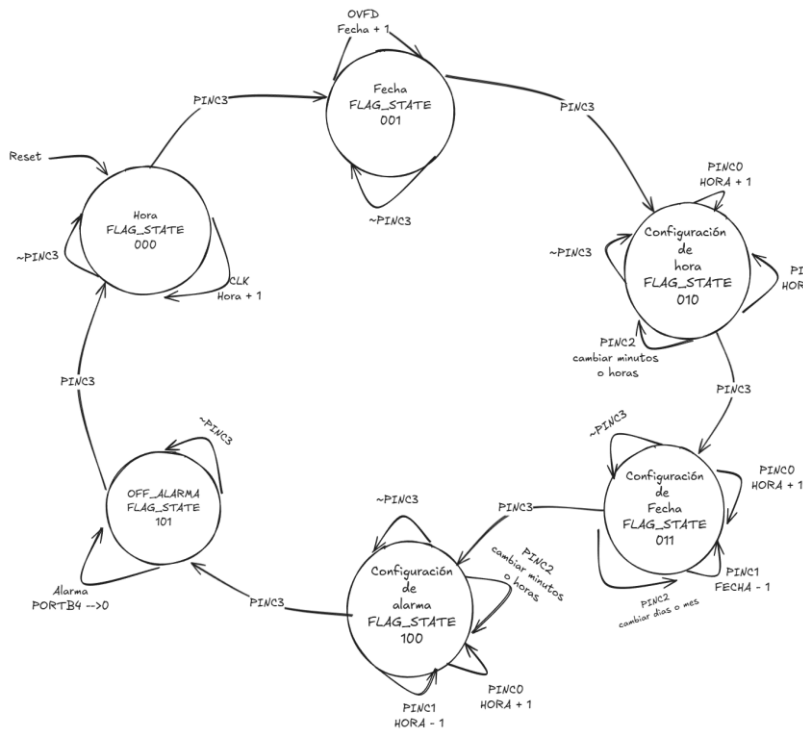 OVFD
Fecha + 1
Fecha
FLAG_STATE
001
~PINC3
PINC3
PINC3
Reset
Hora
FLAG_STATE
000
~PINC3
CLK
Hora + 1
PINC0
HORA + 1
Configuración
de
hora
FLAG_STATE
010
~PINC3
PI
HOR
PINC2
cambiar minutos
o horas
PINC3
PINC3
~PINC3
Configuración
de
Fecha
FLAG_STATE
011
PINC0
HORA + 1
PINC1
FECHA - 1
PINC2
cambiar dias o mes
PINC3
~PINC3
OFF_ALARMA
FLAG_STATE
101
Alarma
PORTB4 -->0
PINC3
~PINC3
Configuración
de
alarma
FLAG_STATE
100
PINC2
cambiar minutos
o horas
PINC0
HORA + 1
PINC1
HORA - 1